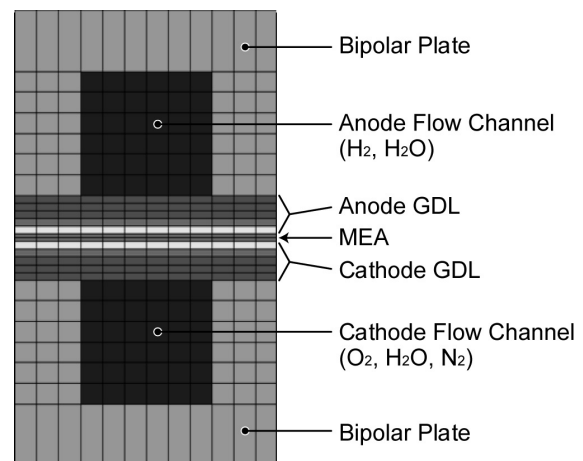 Bipolar Plate
Anode Flow Channel
(H₂, H₂O)
Anode GDL
MEA
Cathode GDL
Cathode Flow Channel
(O₂, H₂O, N₂)
Bipolar Plate